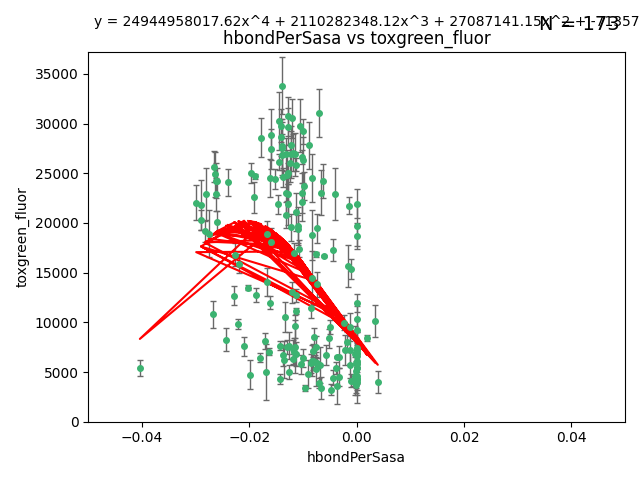 y = 24944958017.62x^4 + 2110282348.12x^3 + 27087141.15x^2 +
N = 173
hbondPerSasa vs toxgreen_fluor
35000
30000
25000
20000
15000
10000
5000
0
toxgreen_fluor
−0.04
−0.02
0.00
0.02
0.04
hbondPerSasa